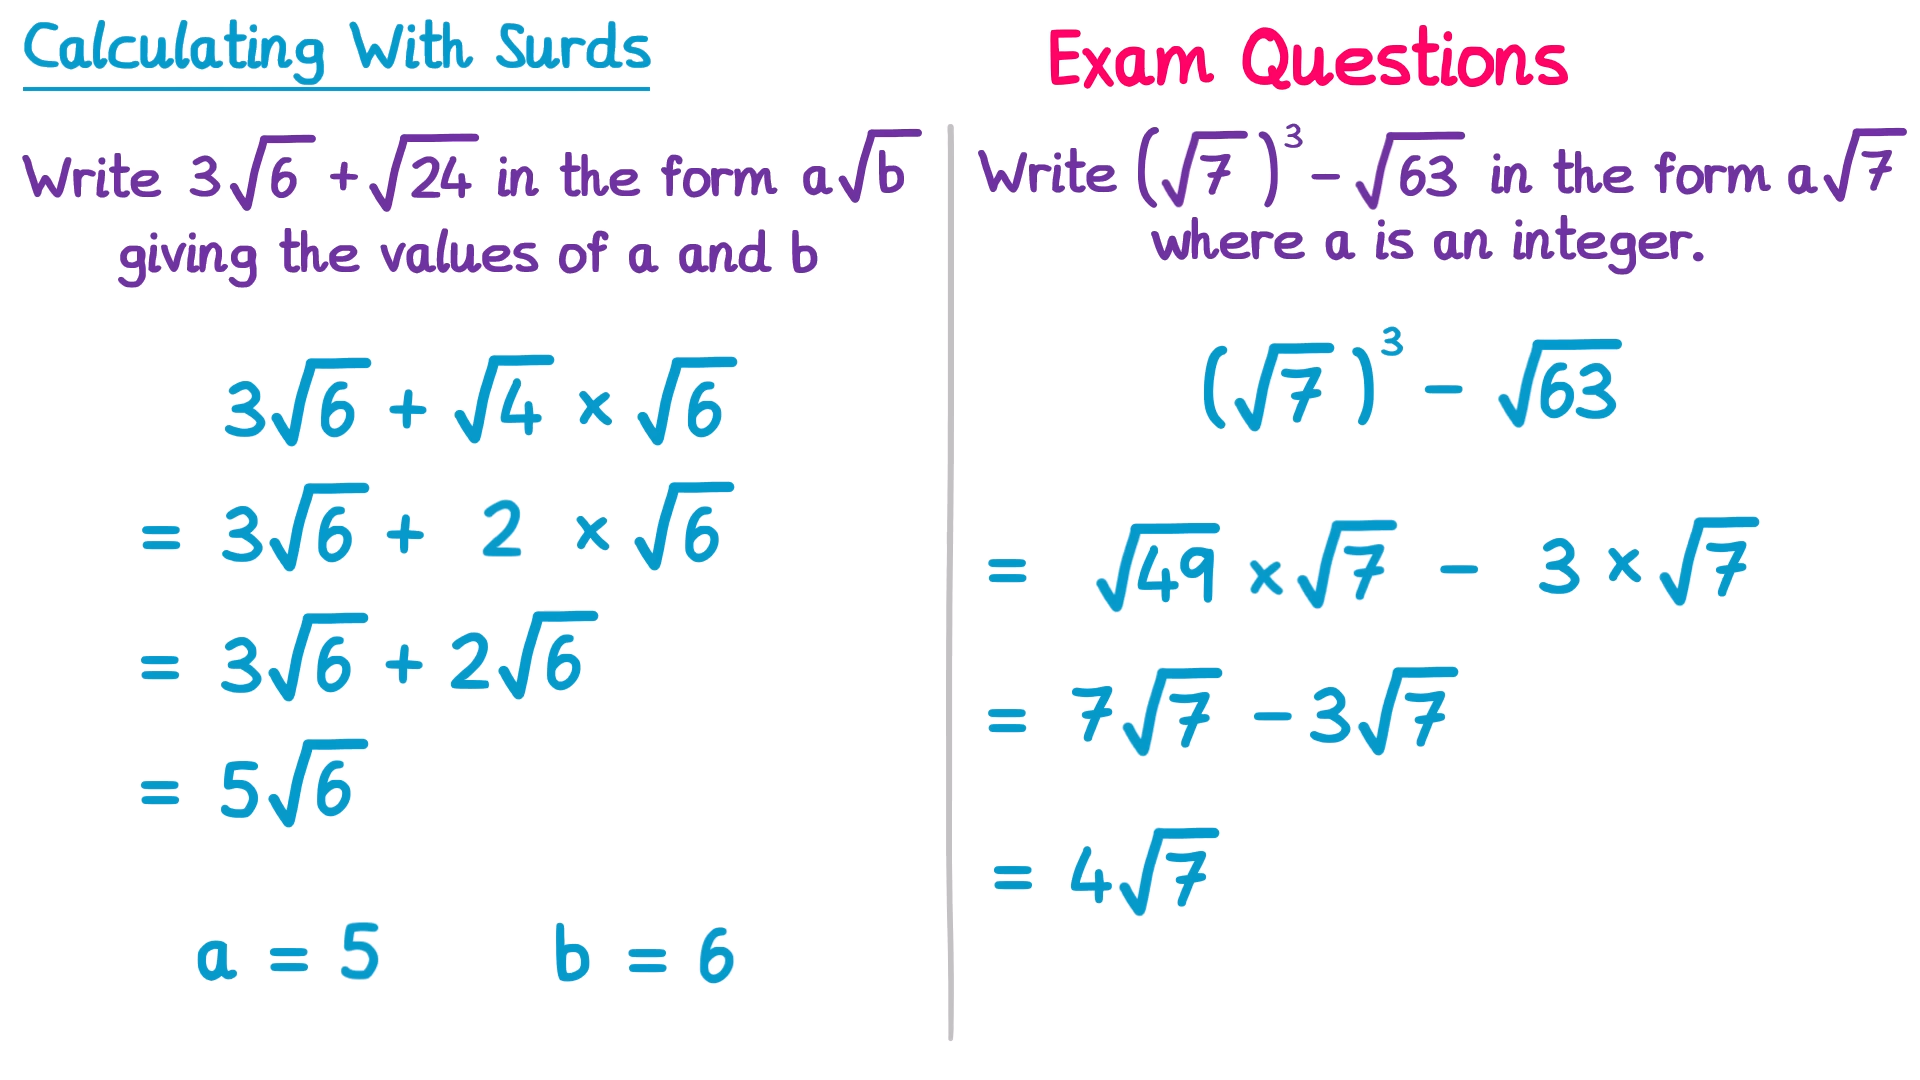 Calculating With Surds
Write 3√6 + √24 in the form a√b
giving the values of a and b
3√6 + √4 × √6
= 3√6 + 2 × √6
= 3√6 + 2√6
= 5√6
a = 5 b = 6
Exam Questions
Write (√7)³ − √63 in the form a√7
where a is an integer.
(√7)³ − √63
= √49 × √7 − 3 × √7
= 7√7 − 3√7
= 4√7